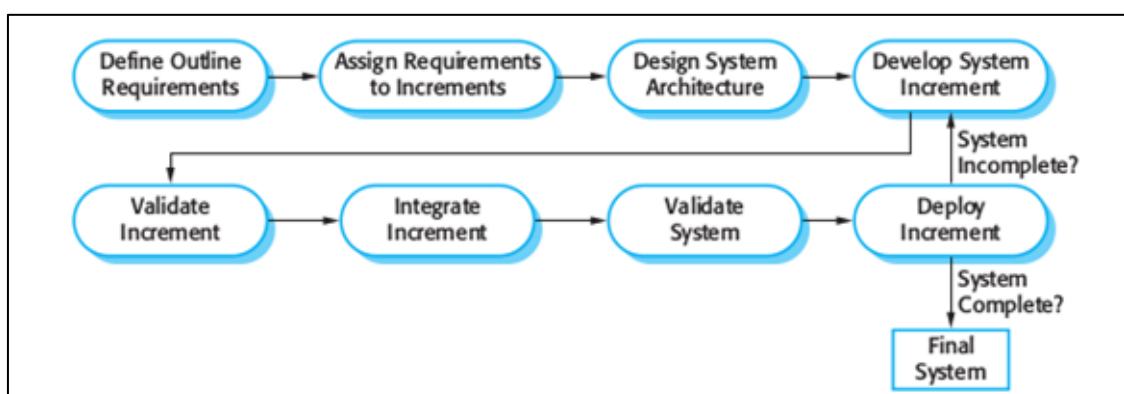 Define Outline
Requirements
Assign Requirements
to Increments
Design System
Architecture
Develop System
Increment
System
Incomplete?
Validate
Increment
Integrate
Increment
Validate
System
Deploy
Increment
System
Complete?
Final
System